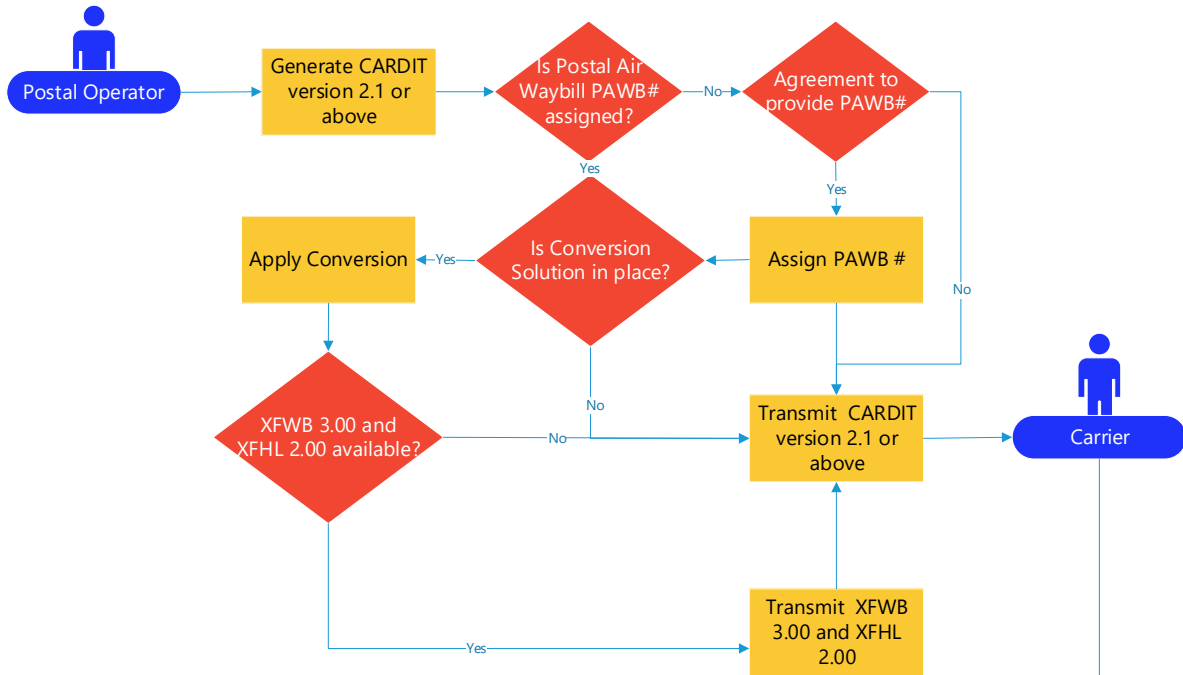 Postal Operator
Generate CARDIT
version 2.1 or
above
Is Postal Air
Waybill PAWB#
assigned?
No
Agreement to
provide PAWB#
Yes
Yes
Apply Conversion
Yes
Is Conversion
Solution in place?
Assign PAWB #
No
No
XFWB 3.00 and
XFHL 2.00 available?
No
Transmit CARDIT
version 2.1 or
above
Carrier
Yes
Transmit XFWB
3.00 and XFHL
2.00